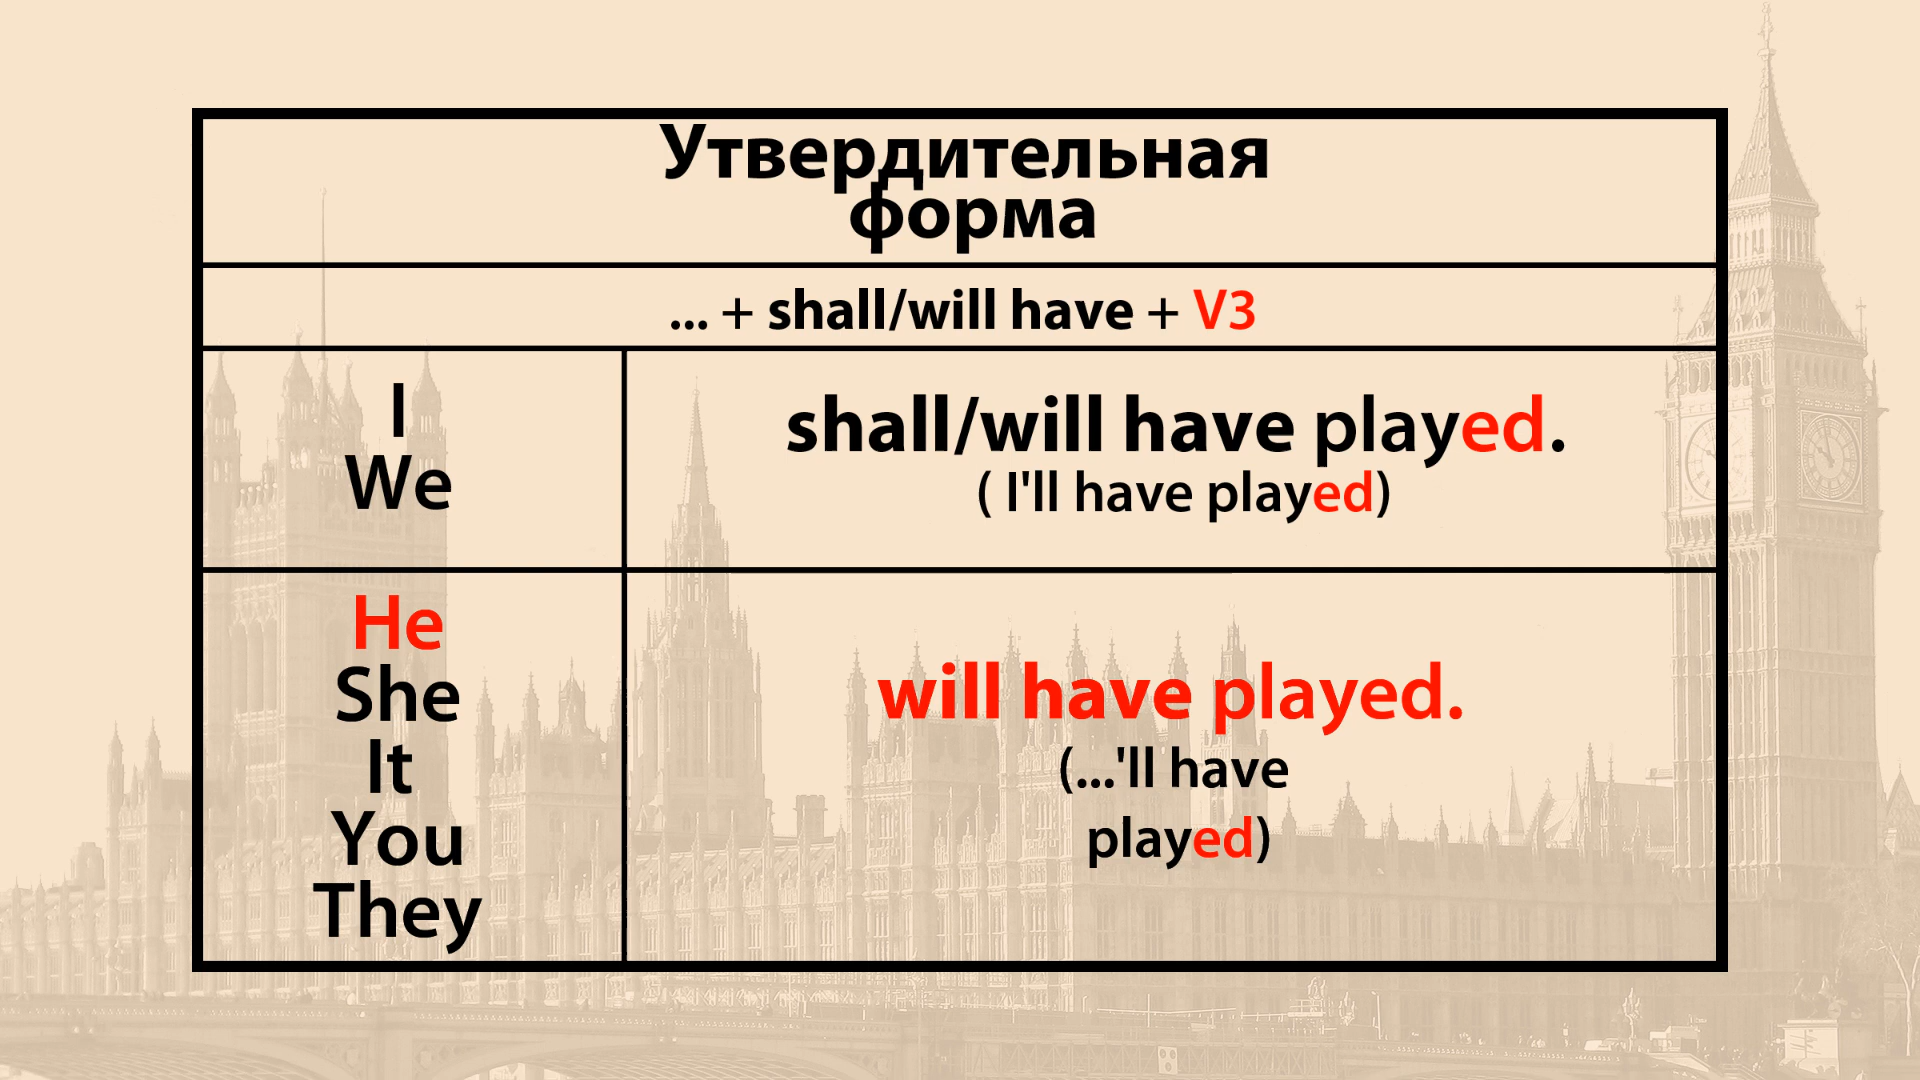 Утвердительная
форма
... + shall/will have + V3
I
We
shall/will have played.
( I'll have played)
He
She
It
You
They
will have played.
(...'ll have
played)